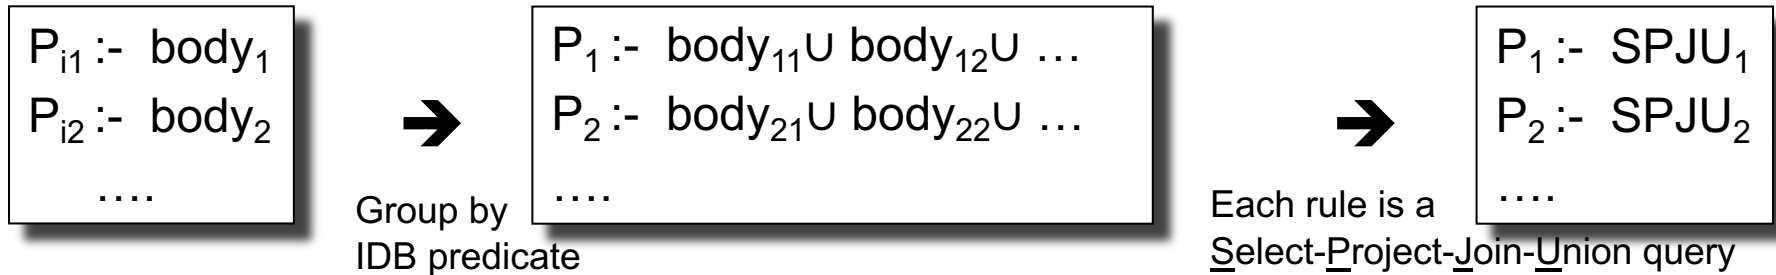 P_i1 :- body_1
P_i2 :- body_2
....
➔
Group by
IDB predicate
P_1 :- body_11∪ body_12∪ …
P_2 :- body_21∪ body_22∪ …
....
➔
Each rule is a
Select-Project-Join-Union query
P_1 :- SPJU_1
P_2 :- SPJU_2
....